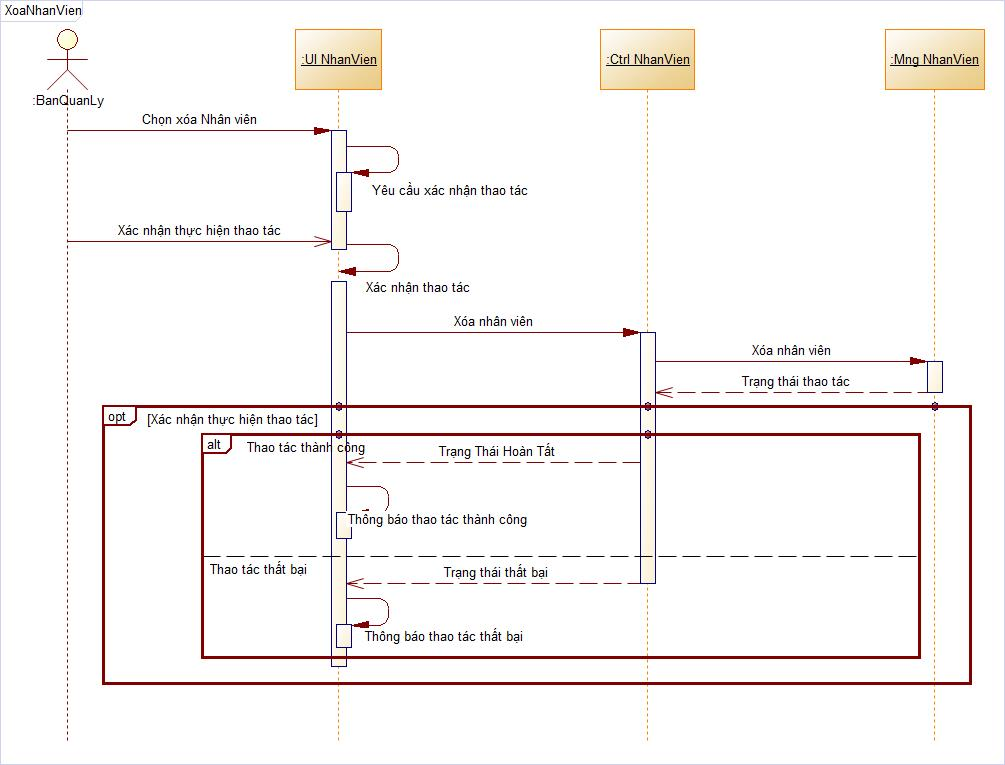 XoaNhanVien
:BanQuanLy
:UI NhanVien
:Ctrl NhanVien
:Mng NhanVien
Chọn xóa Nhân viên
Yêu cầu xác nhận thao tác
Xác nhận thực hiện thao tác
Xác nhận thao tác
Xóa nhân viên
Xóa nhân viên
Trạng thái thao tác
opt
[Xác nhận thực hiện thao tác]
alt
Thao tác thành công
Trạng Thái Hoàn Tất
Thông báo thao tác thành công
Thao tác thất bại
Trạng thái thất bại
Thông báo thao tác thất bại